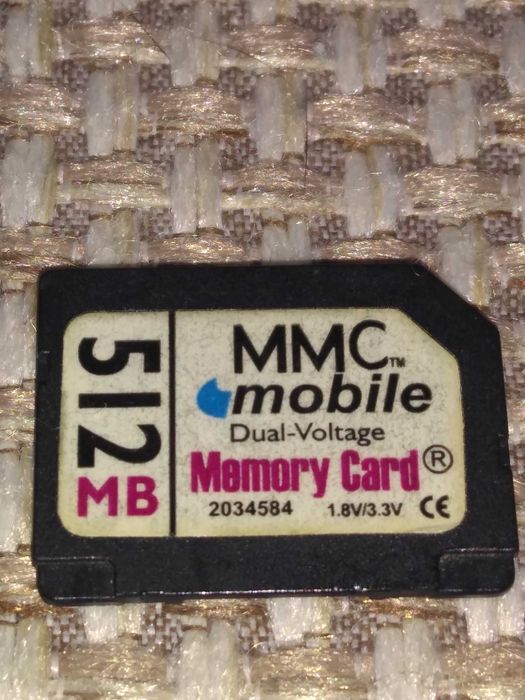 512
MB
MMC™
mobile
Dual-Voltage
Memory Card®
2034584 1.8V/3.3V CE